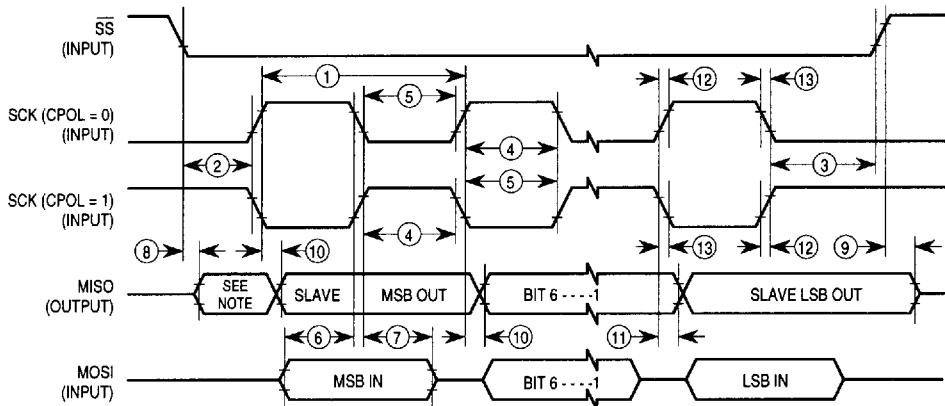 SS
(INPUT)
1
12
13
5
SCK (CPOL = 0)
(INPUT)
4
2
3
5
SCK (CPOL = 1)
(INPUT)
4
13
12
8
10
9
MISO
(OUTPUT)
SEE
NOTE
SLAVE
MSB OUT
BIT 6 - - - - 1
SLAVE LSB OUT
6
7
10
11
MOSI
(INPUT)
MSB IN
BIT 6 - - - - 1
LSB IN